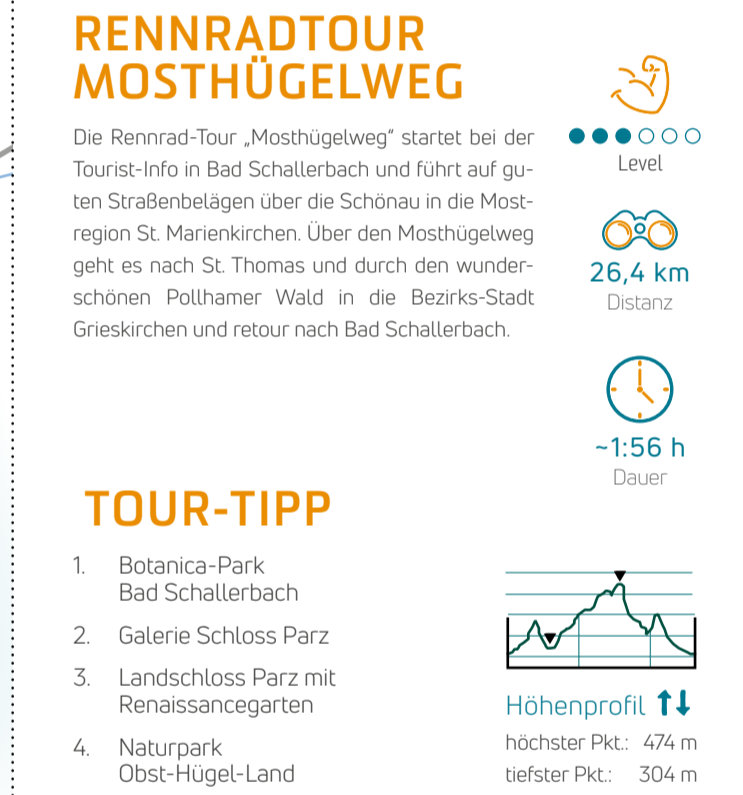 RENNRADTOUR
MOSTHÜGELWEG
Die Rennrad-Tour „Mosthügelweg“ startet bei der
Tourist-Info in Bad Schallerbach und führt auf gu-
ten Straßenbelägen über die Schönau in die Most-
region St. Marienkirchen. Über den Mosthügelweg
geht es nach St. Thomas und durch den wunder-
schönen Pollhamer Wald in die Bezirks-Stadt
Grieskirchen und retour nach Bad Schallerbach.
Level
26,4 km
Distanz
~1:56 h
Dauer
TOUR-TIPP
1. Botanica-Park
Bad Schallerbach
2. Galerie Schloss Parz
3. Landschloss Parz mit
Renaissancegarten
4. Naturpark
Obst-Hügel-Land
Höhenprofil
höchster Pkt.: 474 m
tiefster Pkt.: 304 m